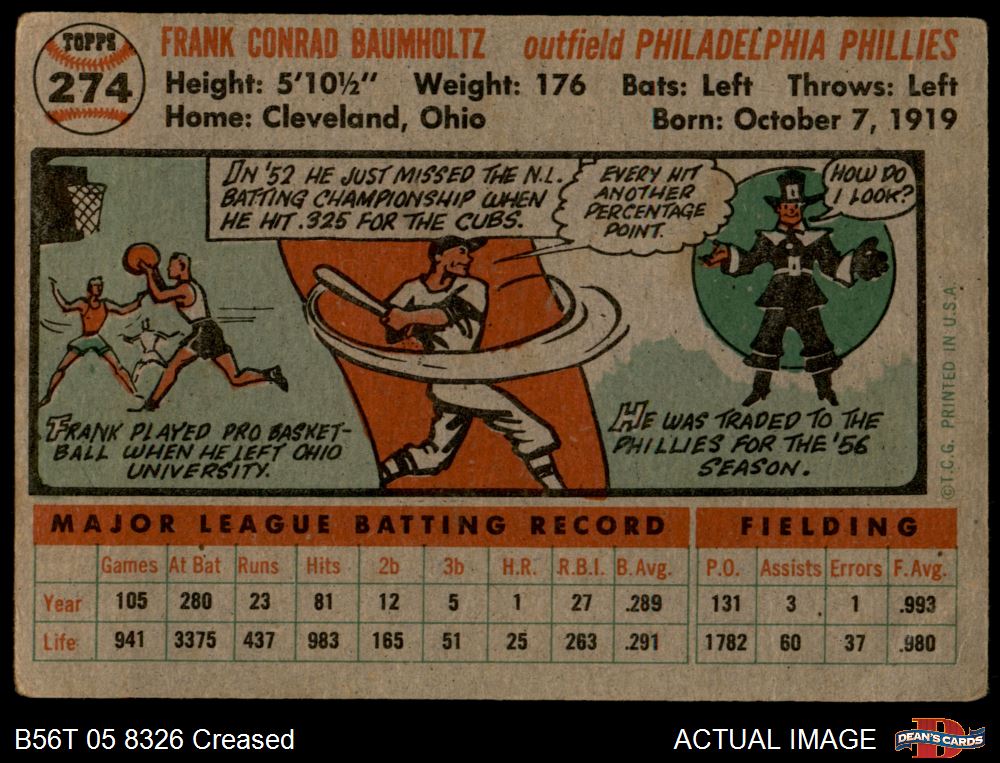 TOPPS
274
FRANK CONRAD BAUMHOLTZ outfield PHILADELPHIA PHILLIES
Height: 5'10½" Weight: 176 Bats: Left Throws: Left
Home: Cleveland, Ohio Born: October 7, 1919
IN '52 HE JUST MISSED THE N.L.
BATTING CHAMPIONSHIP WHEN
HE HIT .325 FOR THE CUBS.
EVERY HIT
ANOTHER
PERCENTAGE
POINT.
HOW DO
I LOOK?
FRANK PLAYED PRO BASKET-
BALL WHEN HE LEFT OHIO
UNIVERSITY.
HE WAS TRADED TO THE
PHILLIES FOR THE '56
SEASON.
©T.C.G. PRINTED IN U.S.A.
MAJOR LEAGUE BATTING RECORD FIELDING
Games At Bat Runs Hits 2b 3b H.R. R.B.I. B. Avg. P.O. Assists Errors F. Avg.
Year 105 280 23 81 12 5 1 27 .289 131 3 1 .993
Life 941 3375 437 983 165 51 25 263 .291 1782 60 37 .980
B56T 05 8326 Creased ACTUAL IMAGE DEAN'S CARDS